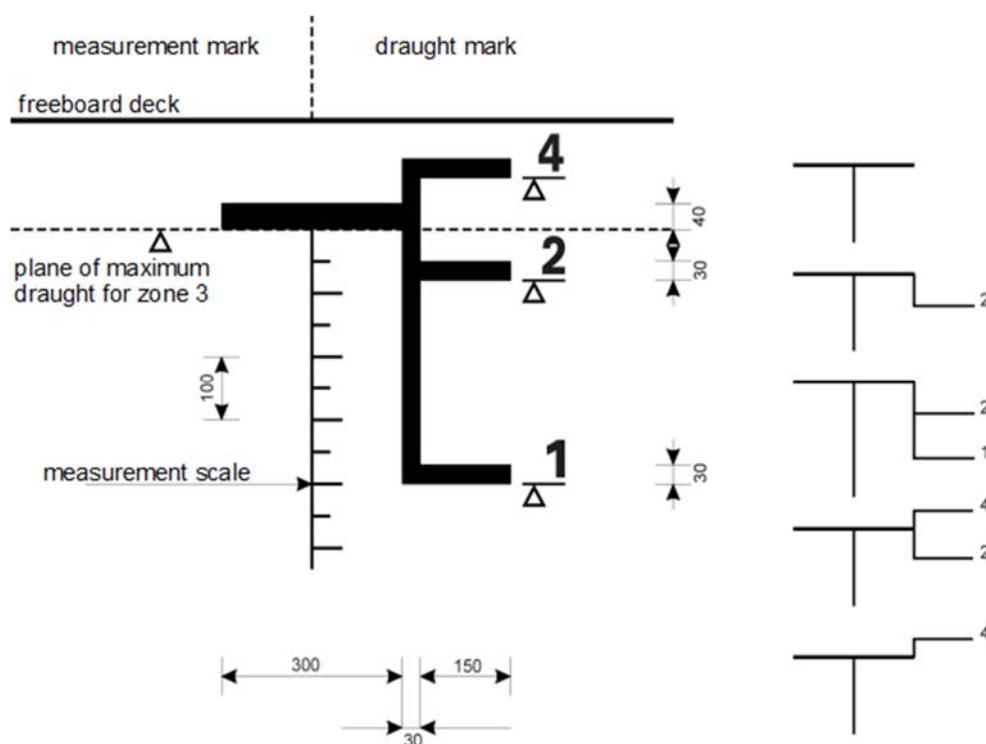 measurement mark
draught mark
freeboard deck
4
40
plane of maximum
draught for zone 3
2
30
100
measurement scale
1
30
300
150
30
2
2
1
4
2
4